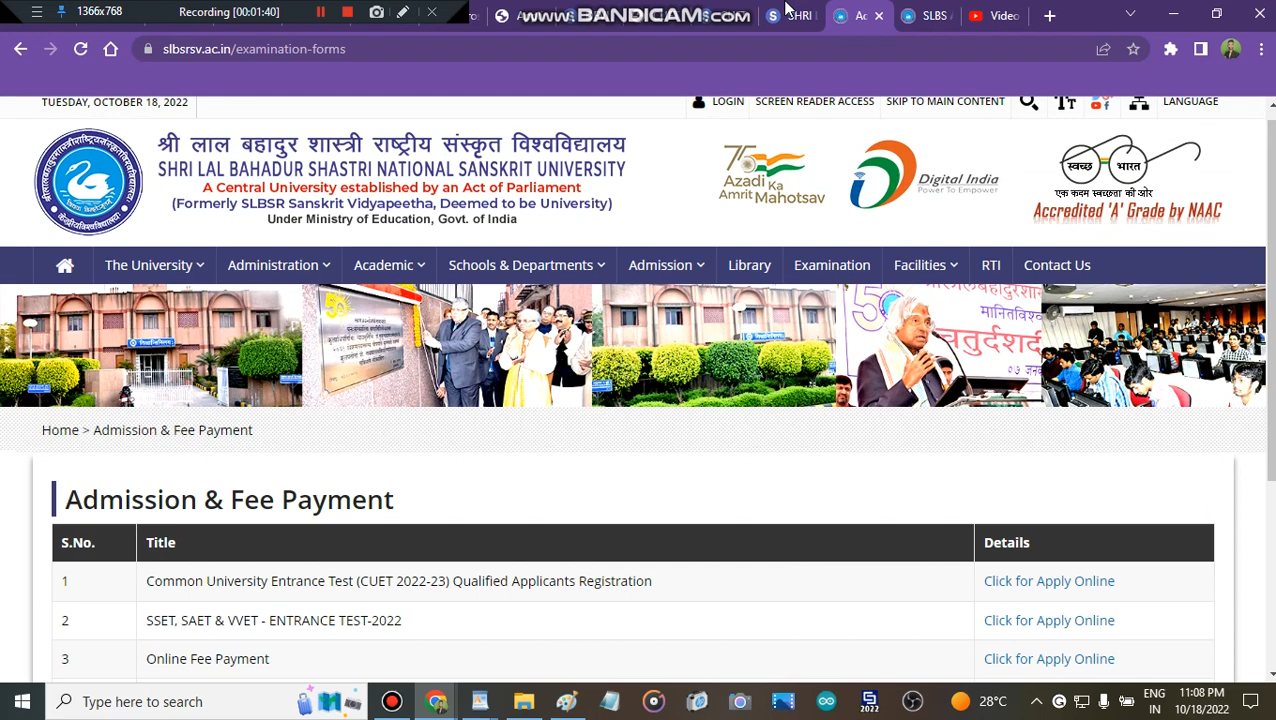 1366x768 Recording [00:01:40]
www.BANDICAM.com
SHRI
Ac
SLBS
Video
slbsrsv.ac.in/examination-forms
TUESDAY, OCTOBER 18, 2022
LOGIN SCREEN READER ACCESS SKIP TO MAIN CONTENT LANGUAGE
श्री लाल बहादुर शास्त्री राष्ट्रीय संस्कृत विश्वविद्यालय
SHRI LAL BAHADUR SHASTRI NATIONAL SANSKRIT UNIVERSITY
A Central University established by an Act of Parliament
(Formerly SLBSR Sanskrit Vidyapeetha, Deemed to be University)
Under Ministry of Education, Govt. of India
75 Azadi Ka Amrit Mahotsav
Digital India
Power To Empower
स्वच्छ भारत
एक कदम स्वच्छता की ओर
Accredited 'A' Grade by NAAC
The University Administration Academic Schools & Departments Admission Library Examination Facilities RTI Contact Us
Home > Admission & Fee Payment
Admission & Fee Payment
S.No. Title Details
1 Common University Entrance Test (CUET 2022-23) Qualified Applicants Registration Click for Apply Online
2 SSET, SAET & VVET - ENTRANCE TEST-2022 Click for Apply Online
3 Online Fee Payment Click for Apply Online
Type here to search
2022
28°C
ENG
IN
11:08 PM
10/18/2022